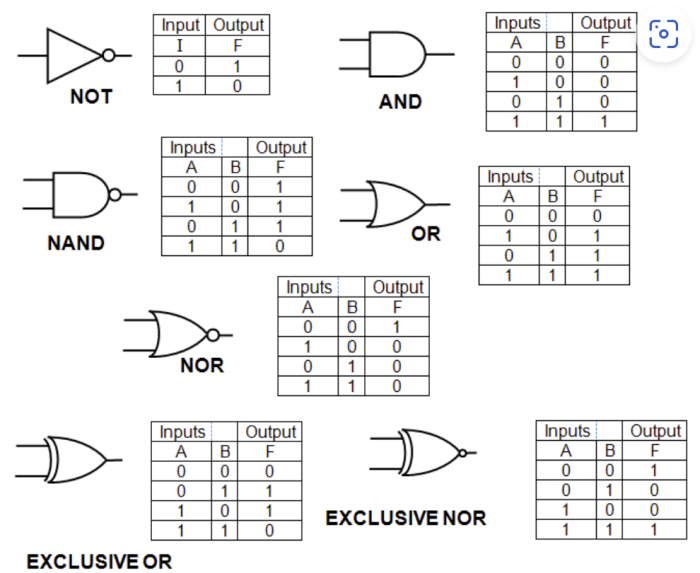 Input Output
I F
0 1
1 0
NOT
Inputs Output
A B F
0 0 0
1 0 0
0 1 0
1 1 1
AND
Inputs Output
A B F
0 0 1
1 0 1
0 1 1
1 1 0
NAND
Inputs Output
A B F
0 0 0
1 0 1
0 1 1
1 1 1
OR
Inputs Output
A B F
0 0 1
1 0 0
0 1 0
1 1 0
NOR
Inputs Output
A B F
0 0 0
0 1 1
1 0 1
1 1 0
EXCLUSIVE OR
Inputs Output
A B F
0 0 1
0 1 0
1 0 0
1 1 1
EXCLUSIVE NOR